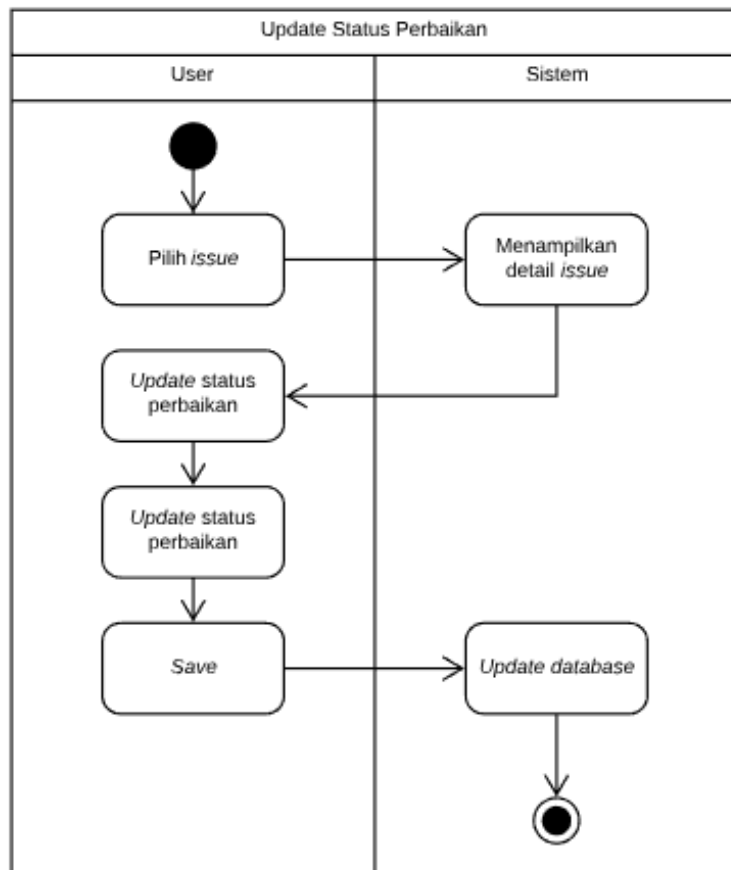 Update Status Perbaikan
User
Sistem
Pilih issue
Menampilkan
detail issue
Update status
perbaikan
Update status
perbaikan
Save
Update database